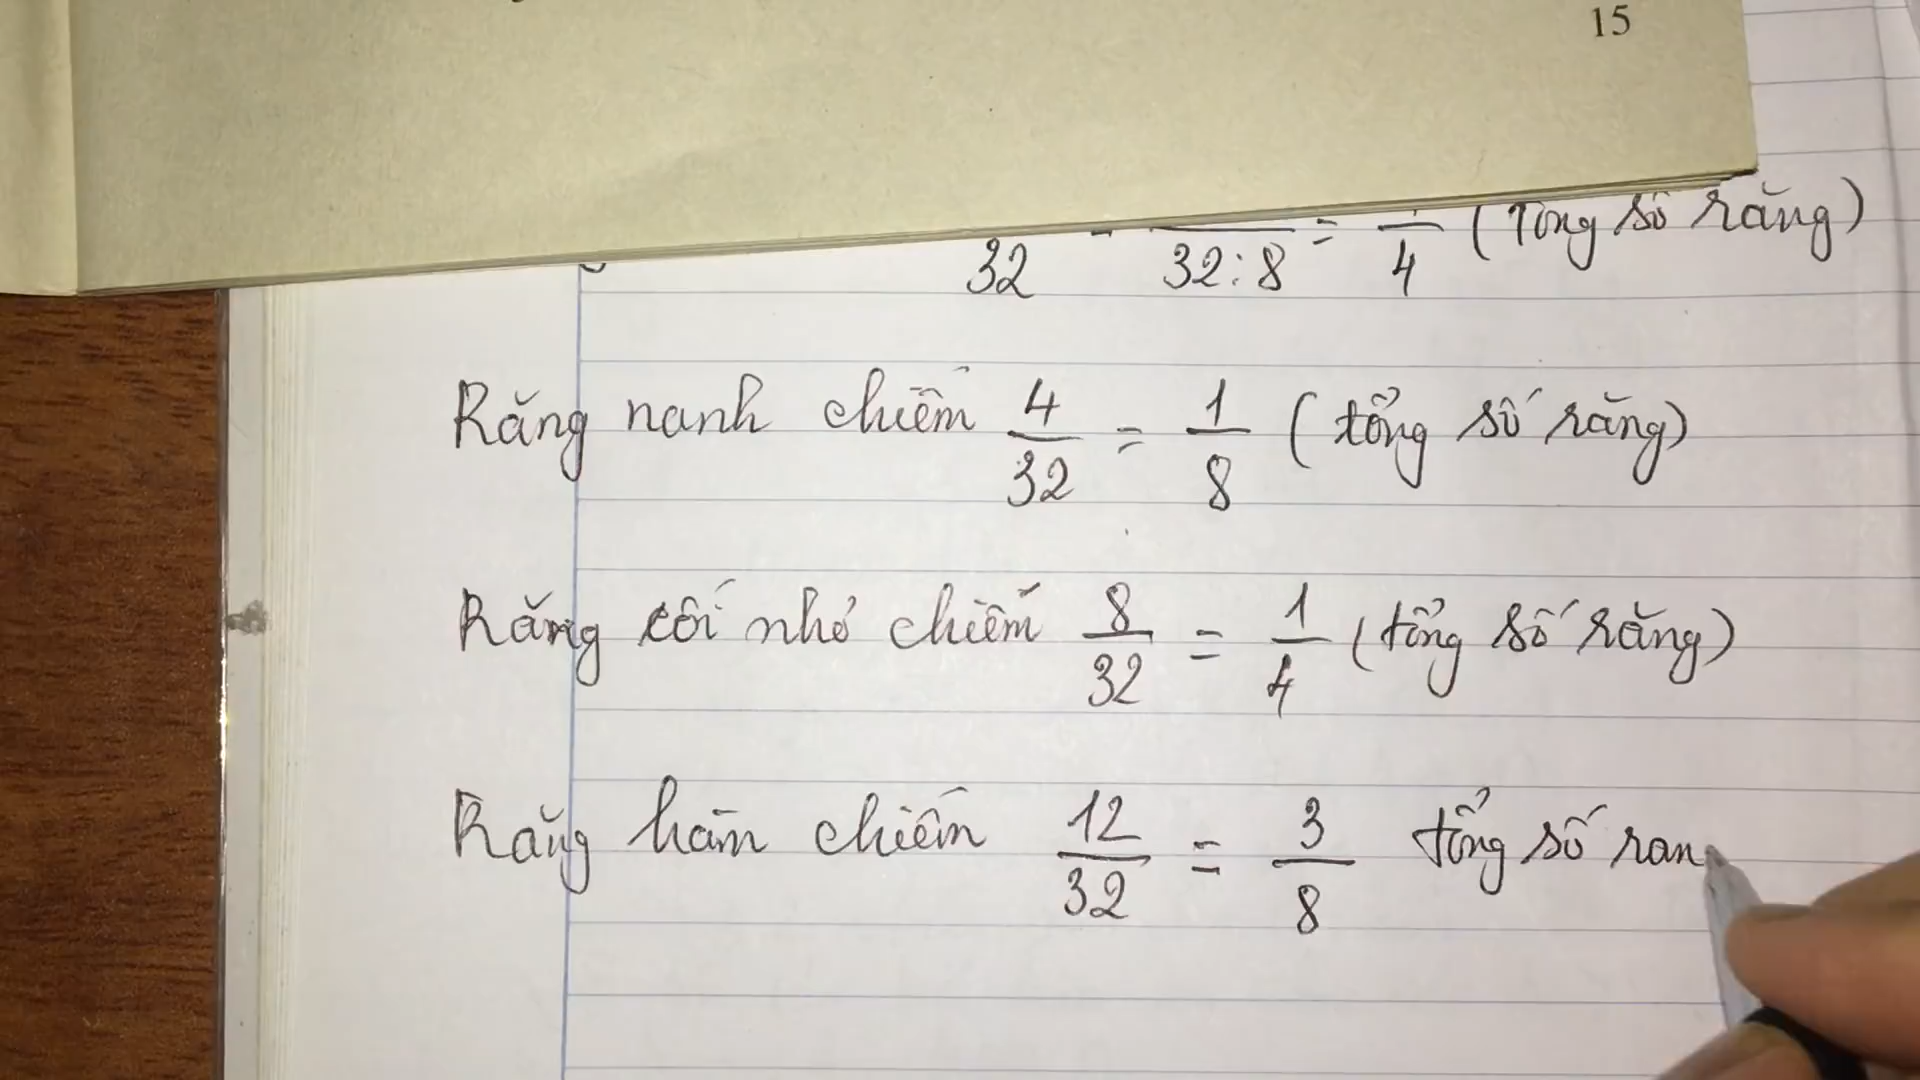 15
32 = 32:8 = 4 (Tổng số răng)
Răng nanh chiếm 4/32 = 1/8 (tổng số răng)
Răng cối nhỏ chiếm 8/32 = 1/4 (tổng số răng)
Răng hàm chiếm 12/32 = 3/8 tổng số ran